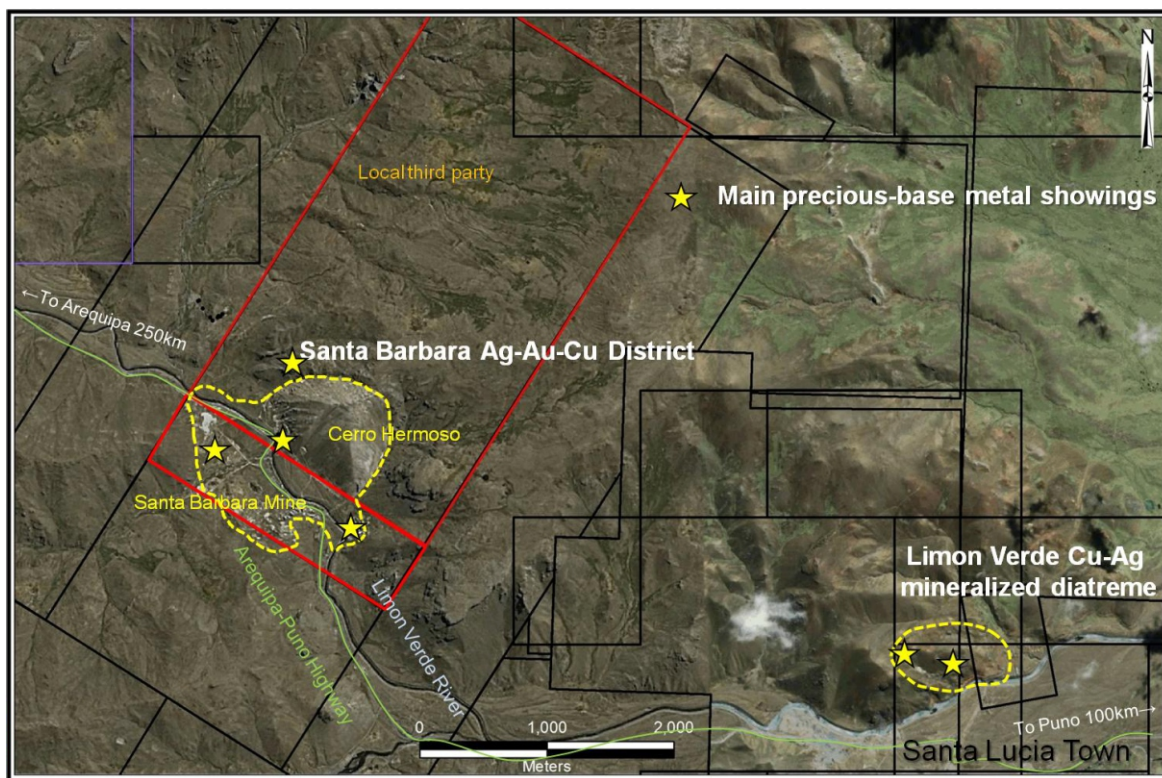 N
Local third party
Main precious-base metal showings
←To Arequipa 250km
Santa Barbara Ag-Au-Cu District
Cerro Hermoso
Santa Barbara Mine
Arequipa-Puno Highway
Limon Verde River
Limon Verde Cu-Ag
mineralized diatreme
0 1,000 2,000
Meters
To Puno 100km→
Santa Lucia Town